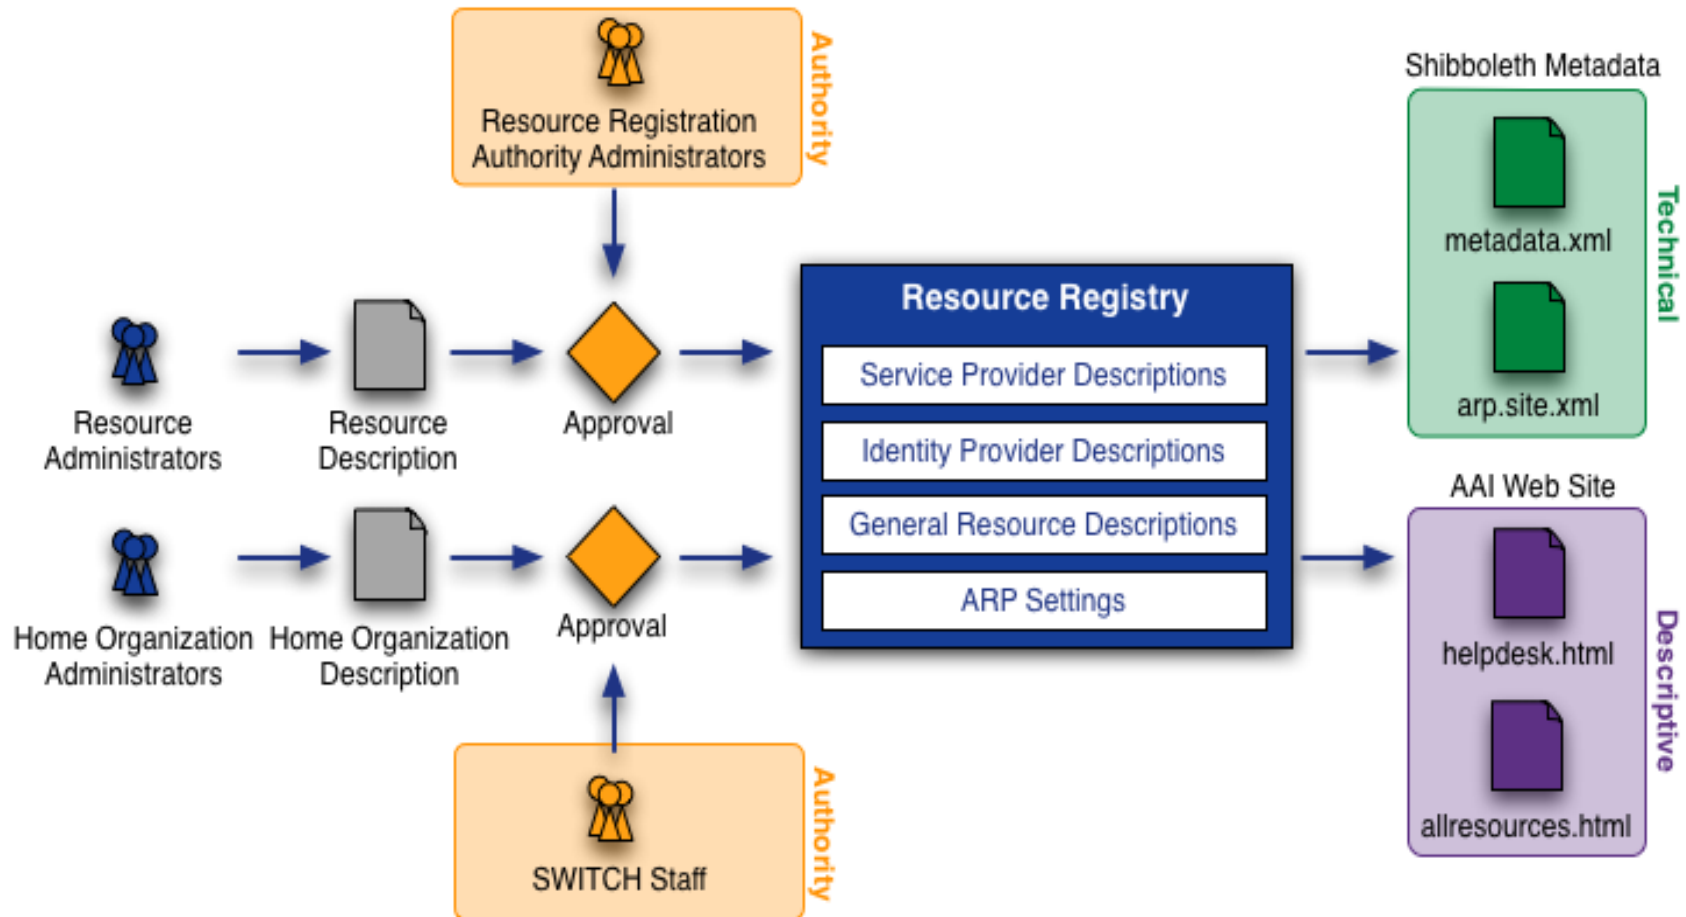 Authority
Resource Registration
Authority Administrators
Shibboleth Metadata
metadata.xml
arp.site.xml
Technical
Resource Registry
Service Provider Descriptions
Identity Provider Descriptions
General Resource Descriptions
ARP Settings
Resource
Administrators
Resource
Description
Approval
Home Organization
Administrators
Home Organization
Description
Approval
AAI Web Site
helpdesk.html
allresources.html
Descriptive
SWITCH Staff
Authority